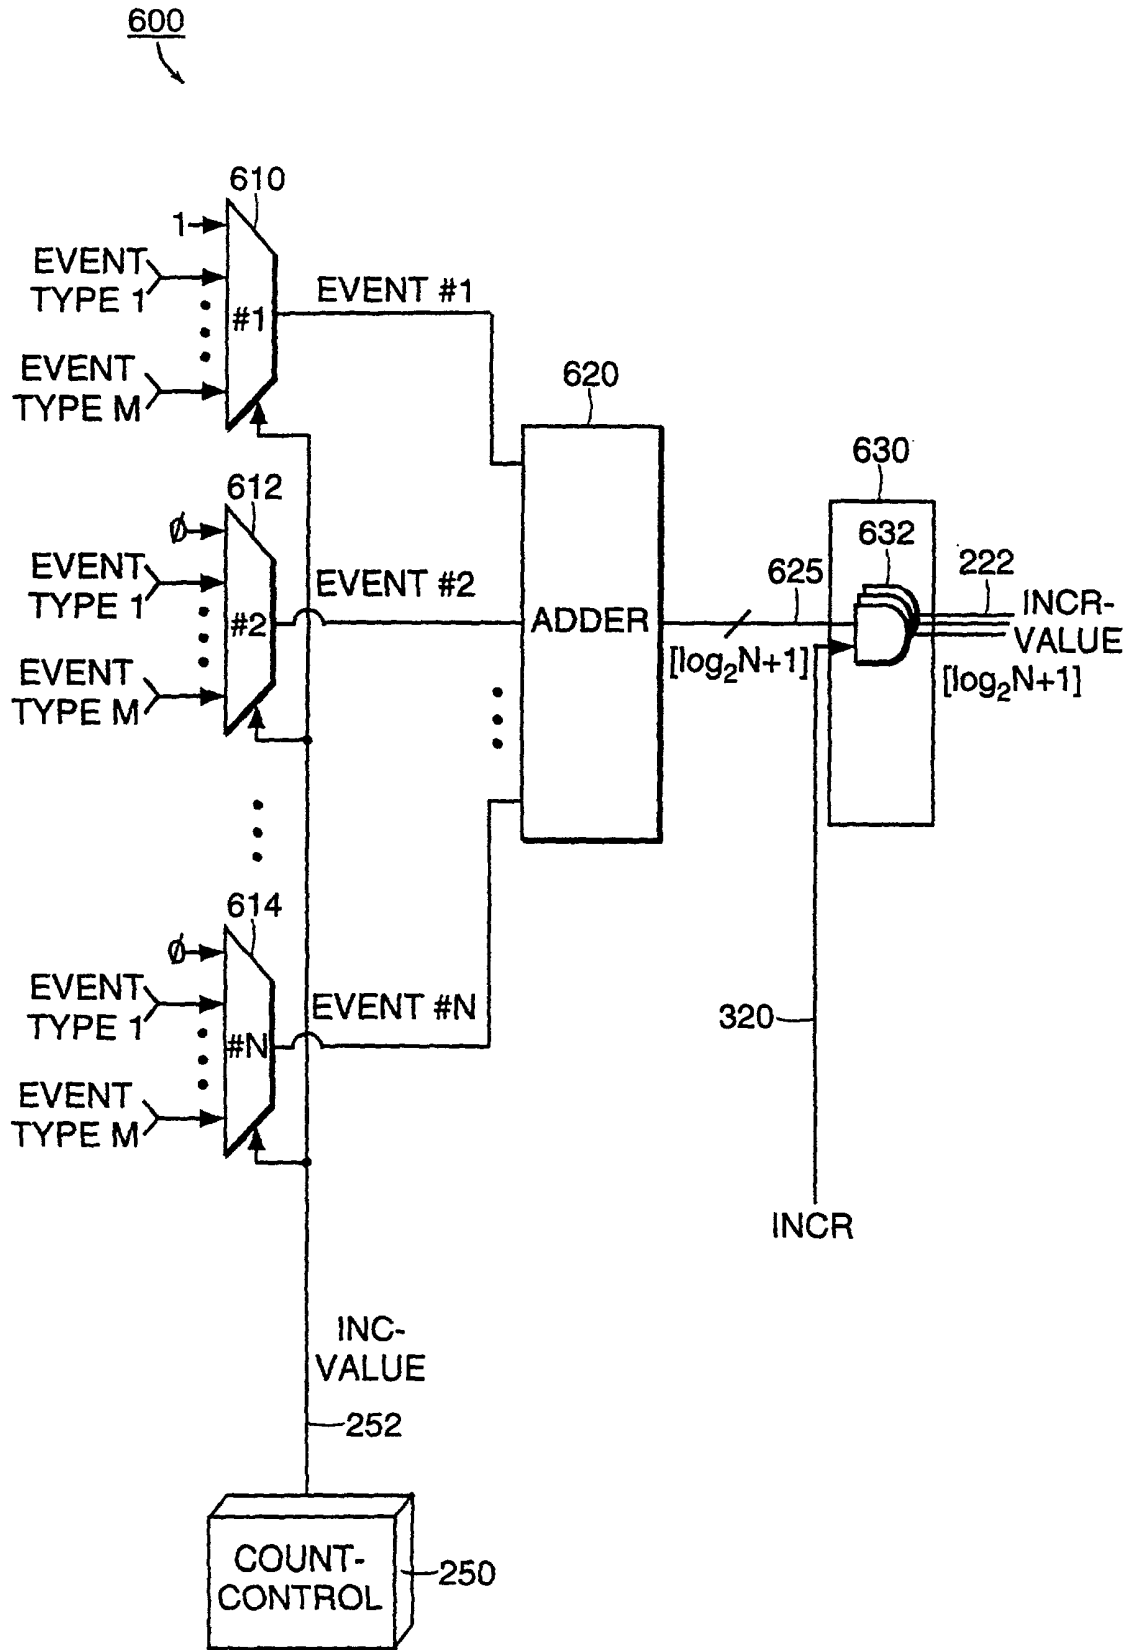 600
610
1
EVENT
TYPE 1
#1
EVENT #1
EVENT
TYPE M
620
612
Ø
EVENT
TYPE 1
#2
EVENT #2
EVENT
TYPE M
ADDER
625
[log₂N+1]
630
632
222
INCR-
VALUE
[log₂N+1]
614
Ø
EVENT
TYPE 1
#N
EVENT #N
EVENT
TYPE M
320
INCR
INC-
VALUE
252
COUNT-
CONTROL
250